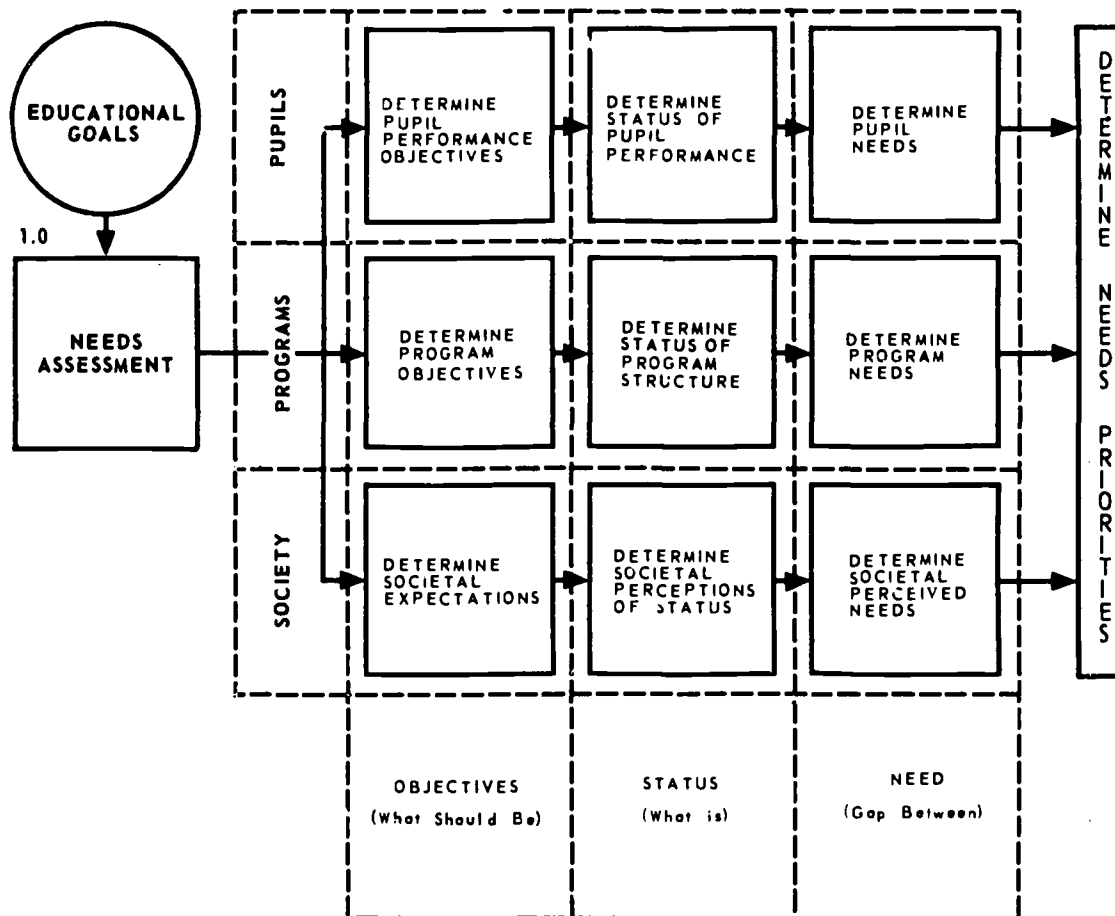 EDUCATIONAL
GOALS
1.0
NEEDS
ASSESSMENT
PUPILS
DETERMINE
PUPIL
PERFORMANCE
OBJECTIVES
DETERMINE
STATUS OF
PUPIL
PERFORMANCE
DETERMINE
PUPIL
NEEDS
PROGRAMS
DETERMINE
PROGRAM
OBJECTIVES
DETERMINE
STATUS OF
PROGRAM
STRUCTURE
DETERMINE
PROGRAM
NEEDS
SOCIETY
DETERMINE
SOCIETAL
EXPECTATIONS
DETERMINE
SOCIETAL
PERCEPTIONS
OF STATUS
DETERMINE
SOCIETAL
PERCEIVED
NEEDS
DETERMINE NEEDS PRIORITIES
OBJECTIVES
(What Should Be)
STATUS
(What is)
NEED
(Gap Between)